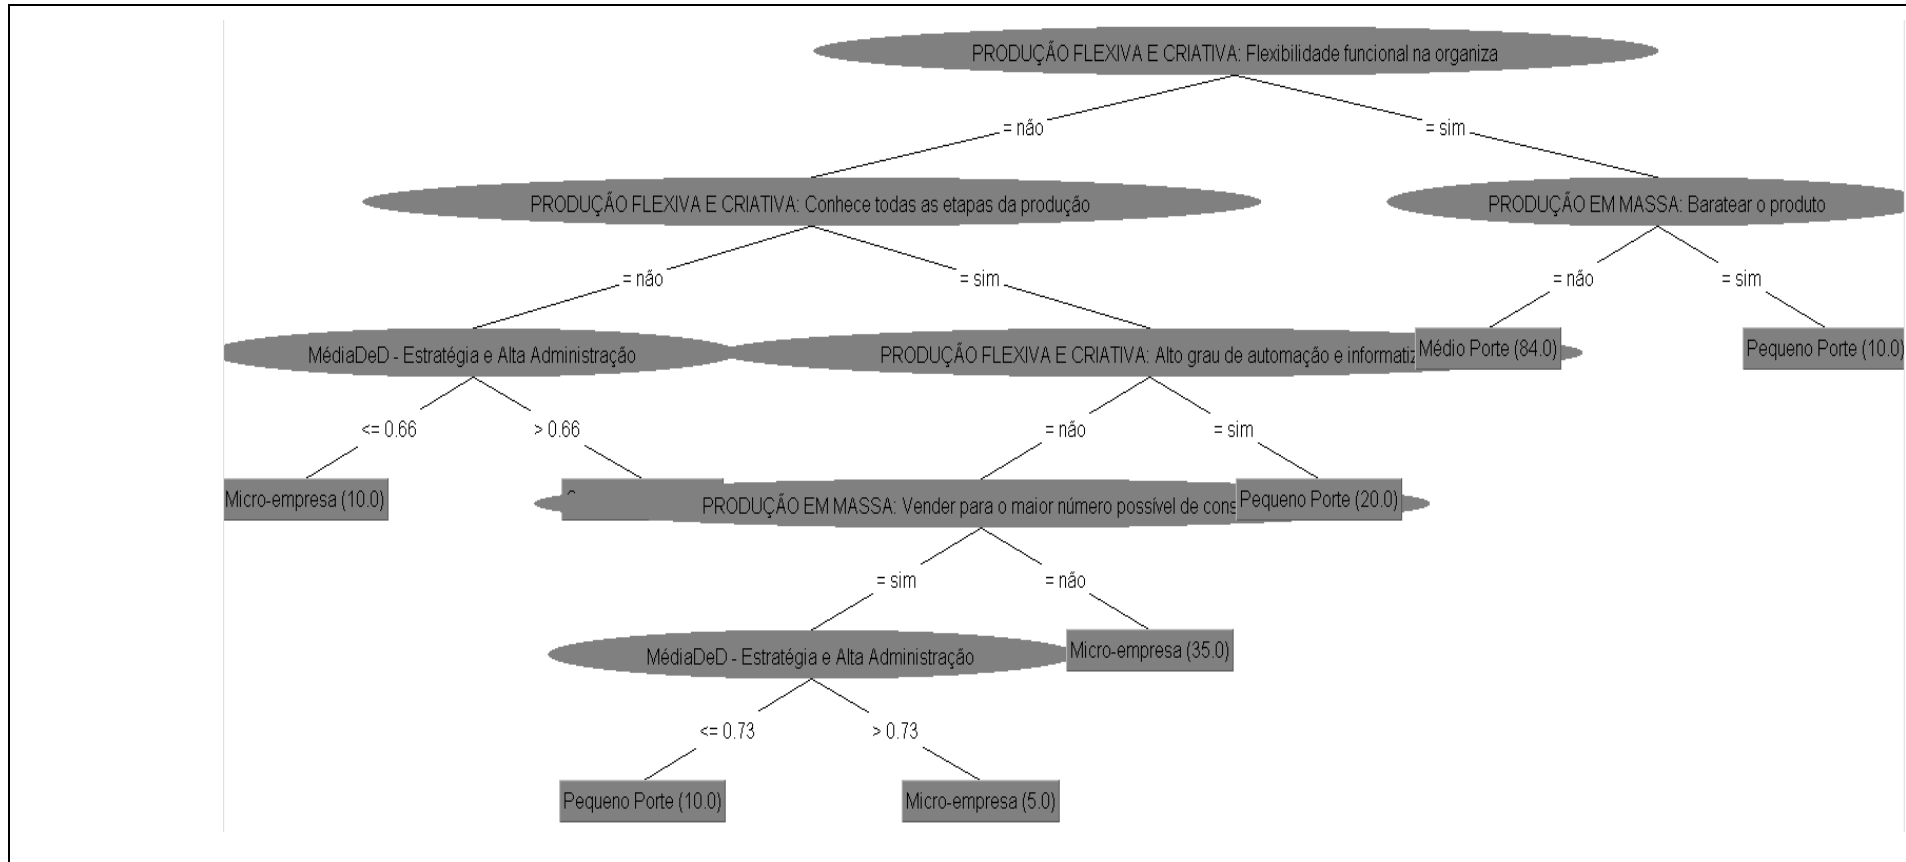 PRODUÇÃO FLEXIVA E CRIATIVA: Flexibilidade funcional na organiza
= não
= sim
PRODUÇÃO FLEXIVA E CRIATIVA: Conhece todas as etapas da produção
PRODUÇÃO EM MASSA: Baratear o produto
= não
= sim
= não
= sim
MédiaDeD - Estratégia e Alta Administração
PRODUÇÃO FLEXIVA E CRIATIVA: Alto grau de automação e informatiz
Médio Porte (84.0)
Pequeno Porte (10.0)
<= 0.66
> 0.66
= não
= sim
Micro-empresa (10.0)
PRODUÇÃO EM MASSA: Vender para o maior número possível de cons
Pequeno Porte (20.0)
= sim
= não
MédiaDeD - Estratégia e Alta Administração
Micro-empresa (35.0)
<= 0.73
> 0.73
Pequeno Porte (10.0)
Micro-empresa (5.0)